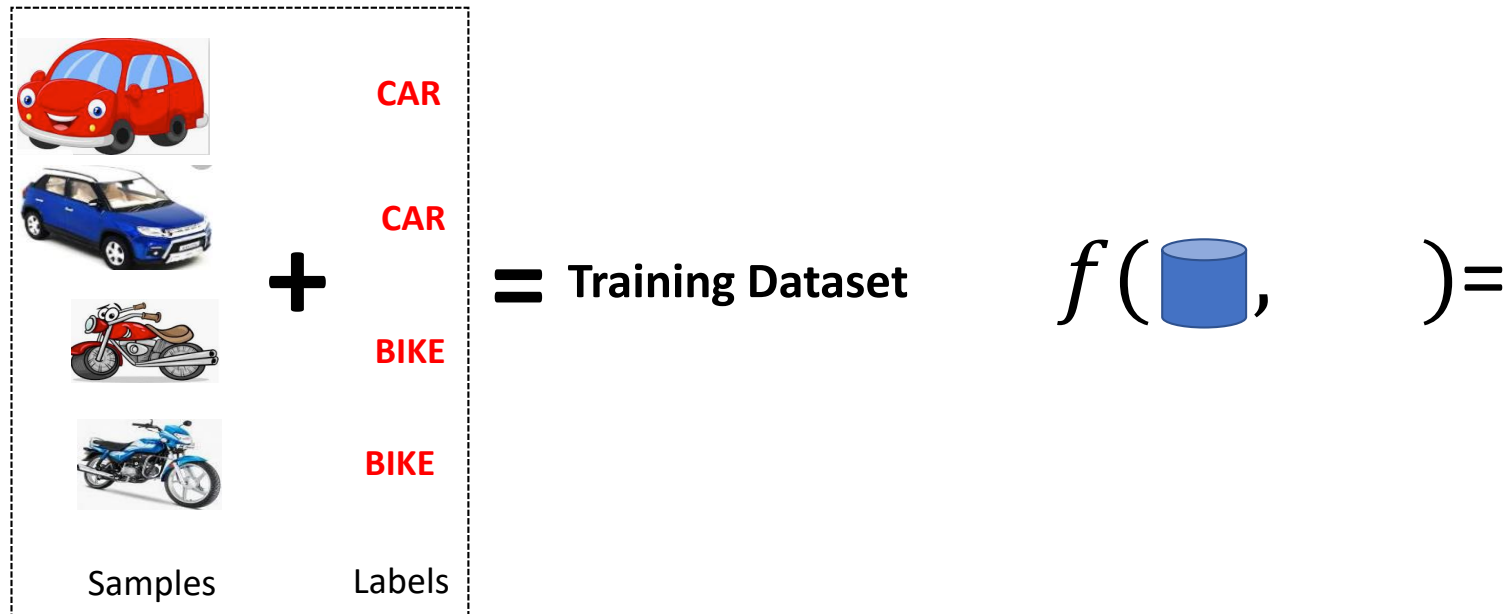 CAR
CAR
BIKE
BIKE
Samples
Labels
+
= Training Dataset
f( , )=